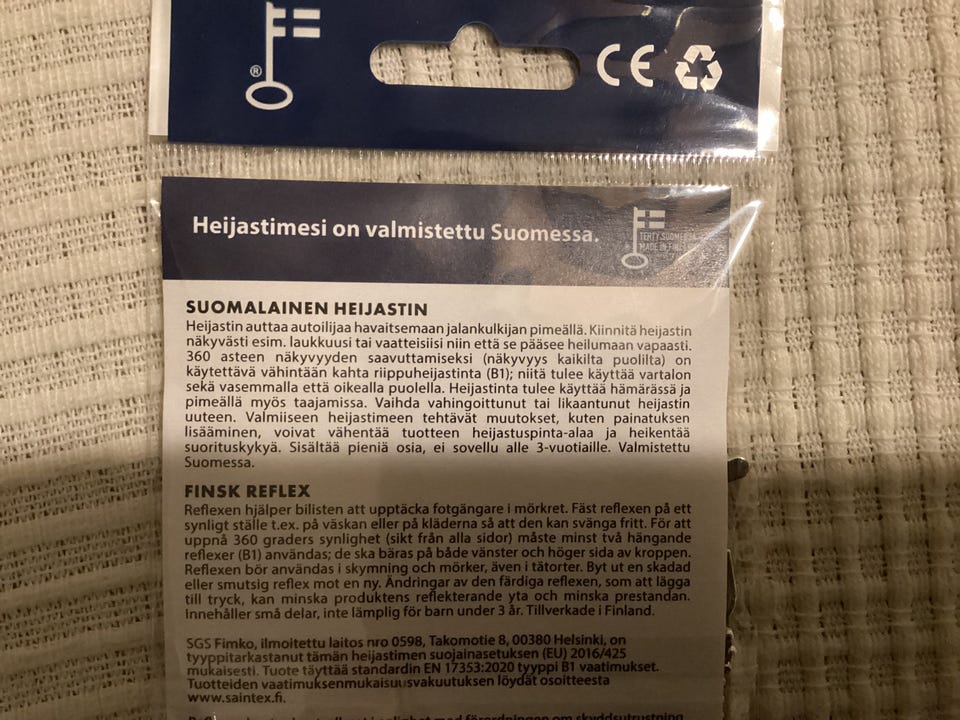 ®
CE
Heijastimesi on valmistettu Suomessa.
TEHTY SUOMESSA
MADE IN FINLAND
SUOMALAINEN HEIJASTIN
Heijastin auttaa autoilijaa havaitsemaan jalankulkijan pimeällä. Kiinnitä heijastin
näkyvästi esim. laukkuusi tai vaatteisiisi niin että se pääsee heilumaan vapaasti.
360 asteen näkyvyyden saavuttamiseksi (näkyvyys kaikilta puolilta) on
käytettävä vähintään kahta riippuheijastinta (B1); niitä tulee käyttää vartalon
sekä vasemmalla että oikealla puolella. Heijastinta tulee käyttää hämärässä ja
pimeällä myös taajamissa. Vaihda vahingoittunut tai likaantunut heijastin
uuteen. Valmiiseen heijastimeen tehtävät muutokset, kuten painatuksen
lisääminen, voivat vähentää tuotteen heijastuspinta-alaa ja heikentää
suorituskykyä. Sisältää pieniä osia, ei sovellu alle 3-vuotiaille. Valmistettu
Suomessa.
FINSK REFLEX
Reflexen hjälper bilisten att upptäcka fotgängare i mörkret. Fäst reflexen på ett
synligt ställe t.ex. på väskan eller på kläderna så att den kan svänga fritt. För att
uppnå 360 graders synlighet (sikt från alla sidor) måste minst två hängande
reflexer (B1) användas; de ska bäras på både vänster och höger sida av kroppen.
Reflexen bör användas i skymning och mörker, även i tätorter. Byt ut en skadad
eller smutsig reflex mot en ny. Ändringar av den färdiga reflexen, som att lägga
till tryck, kan minska produktens reflekterande yta och minska prestandan.
Innehåller små delar, inte lämplig för barn under 3 år. Tillverkade i Finland.
SGS Fimko, ilmoitettu laitos nro 0598, Takomotie 8, 00380 Helsinki, on
tyyppitarkastanut tämän heijastimen suojainasetuksen (EU) 2016/425
mukaisesti. Tuote täyttää standardin EN 17353:2020 tyyppi B1 vaatimukset.
Tuotteiden vaatimuksenmukaisuusvakuutuksen löydät osoitteesta
www.saintex.fi.